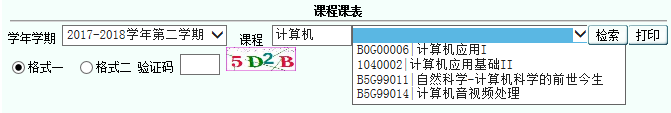 课程课表
学年学期 2017-2018学年第二学期 课程 计算机 检索 打印
B0G00006|计算机应用I
1040002|计算机应用基础II
B5G99011|自然科学-计算机科学的前世今生
B5G99014|计算机音视频处理
格式一 格式二 验证码 5D2B